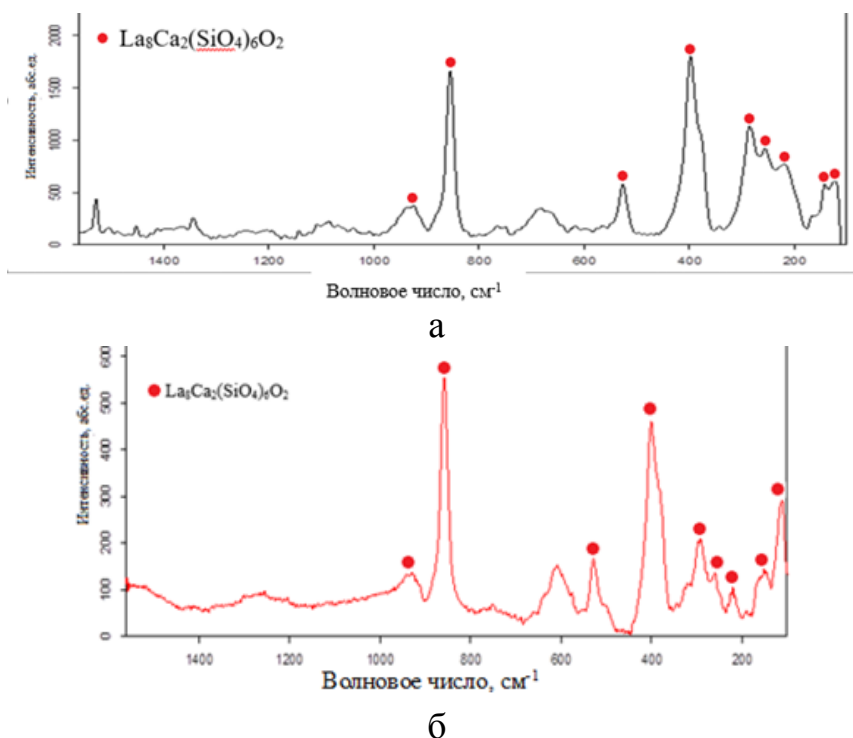 2000
La₈Ca₂(SiO₄)₆O₂
1500
Интенсивность, абс.ед.
1000
500
0
1400 1200 1000 800 600 400 200
Волновое число, см⁻¹
а
600
La₈Ca₂(SiO₄)₆O₂
500
Интенсивность, абс.ед.
400
300
200
100
0
1400 1200 1000 800 600 400 200
Волновое число, см⁻¹
б